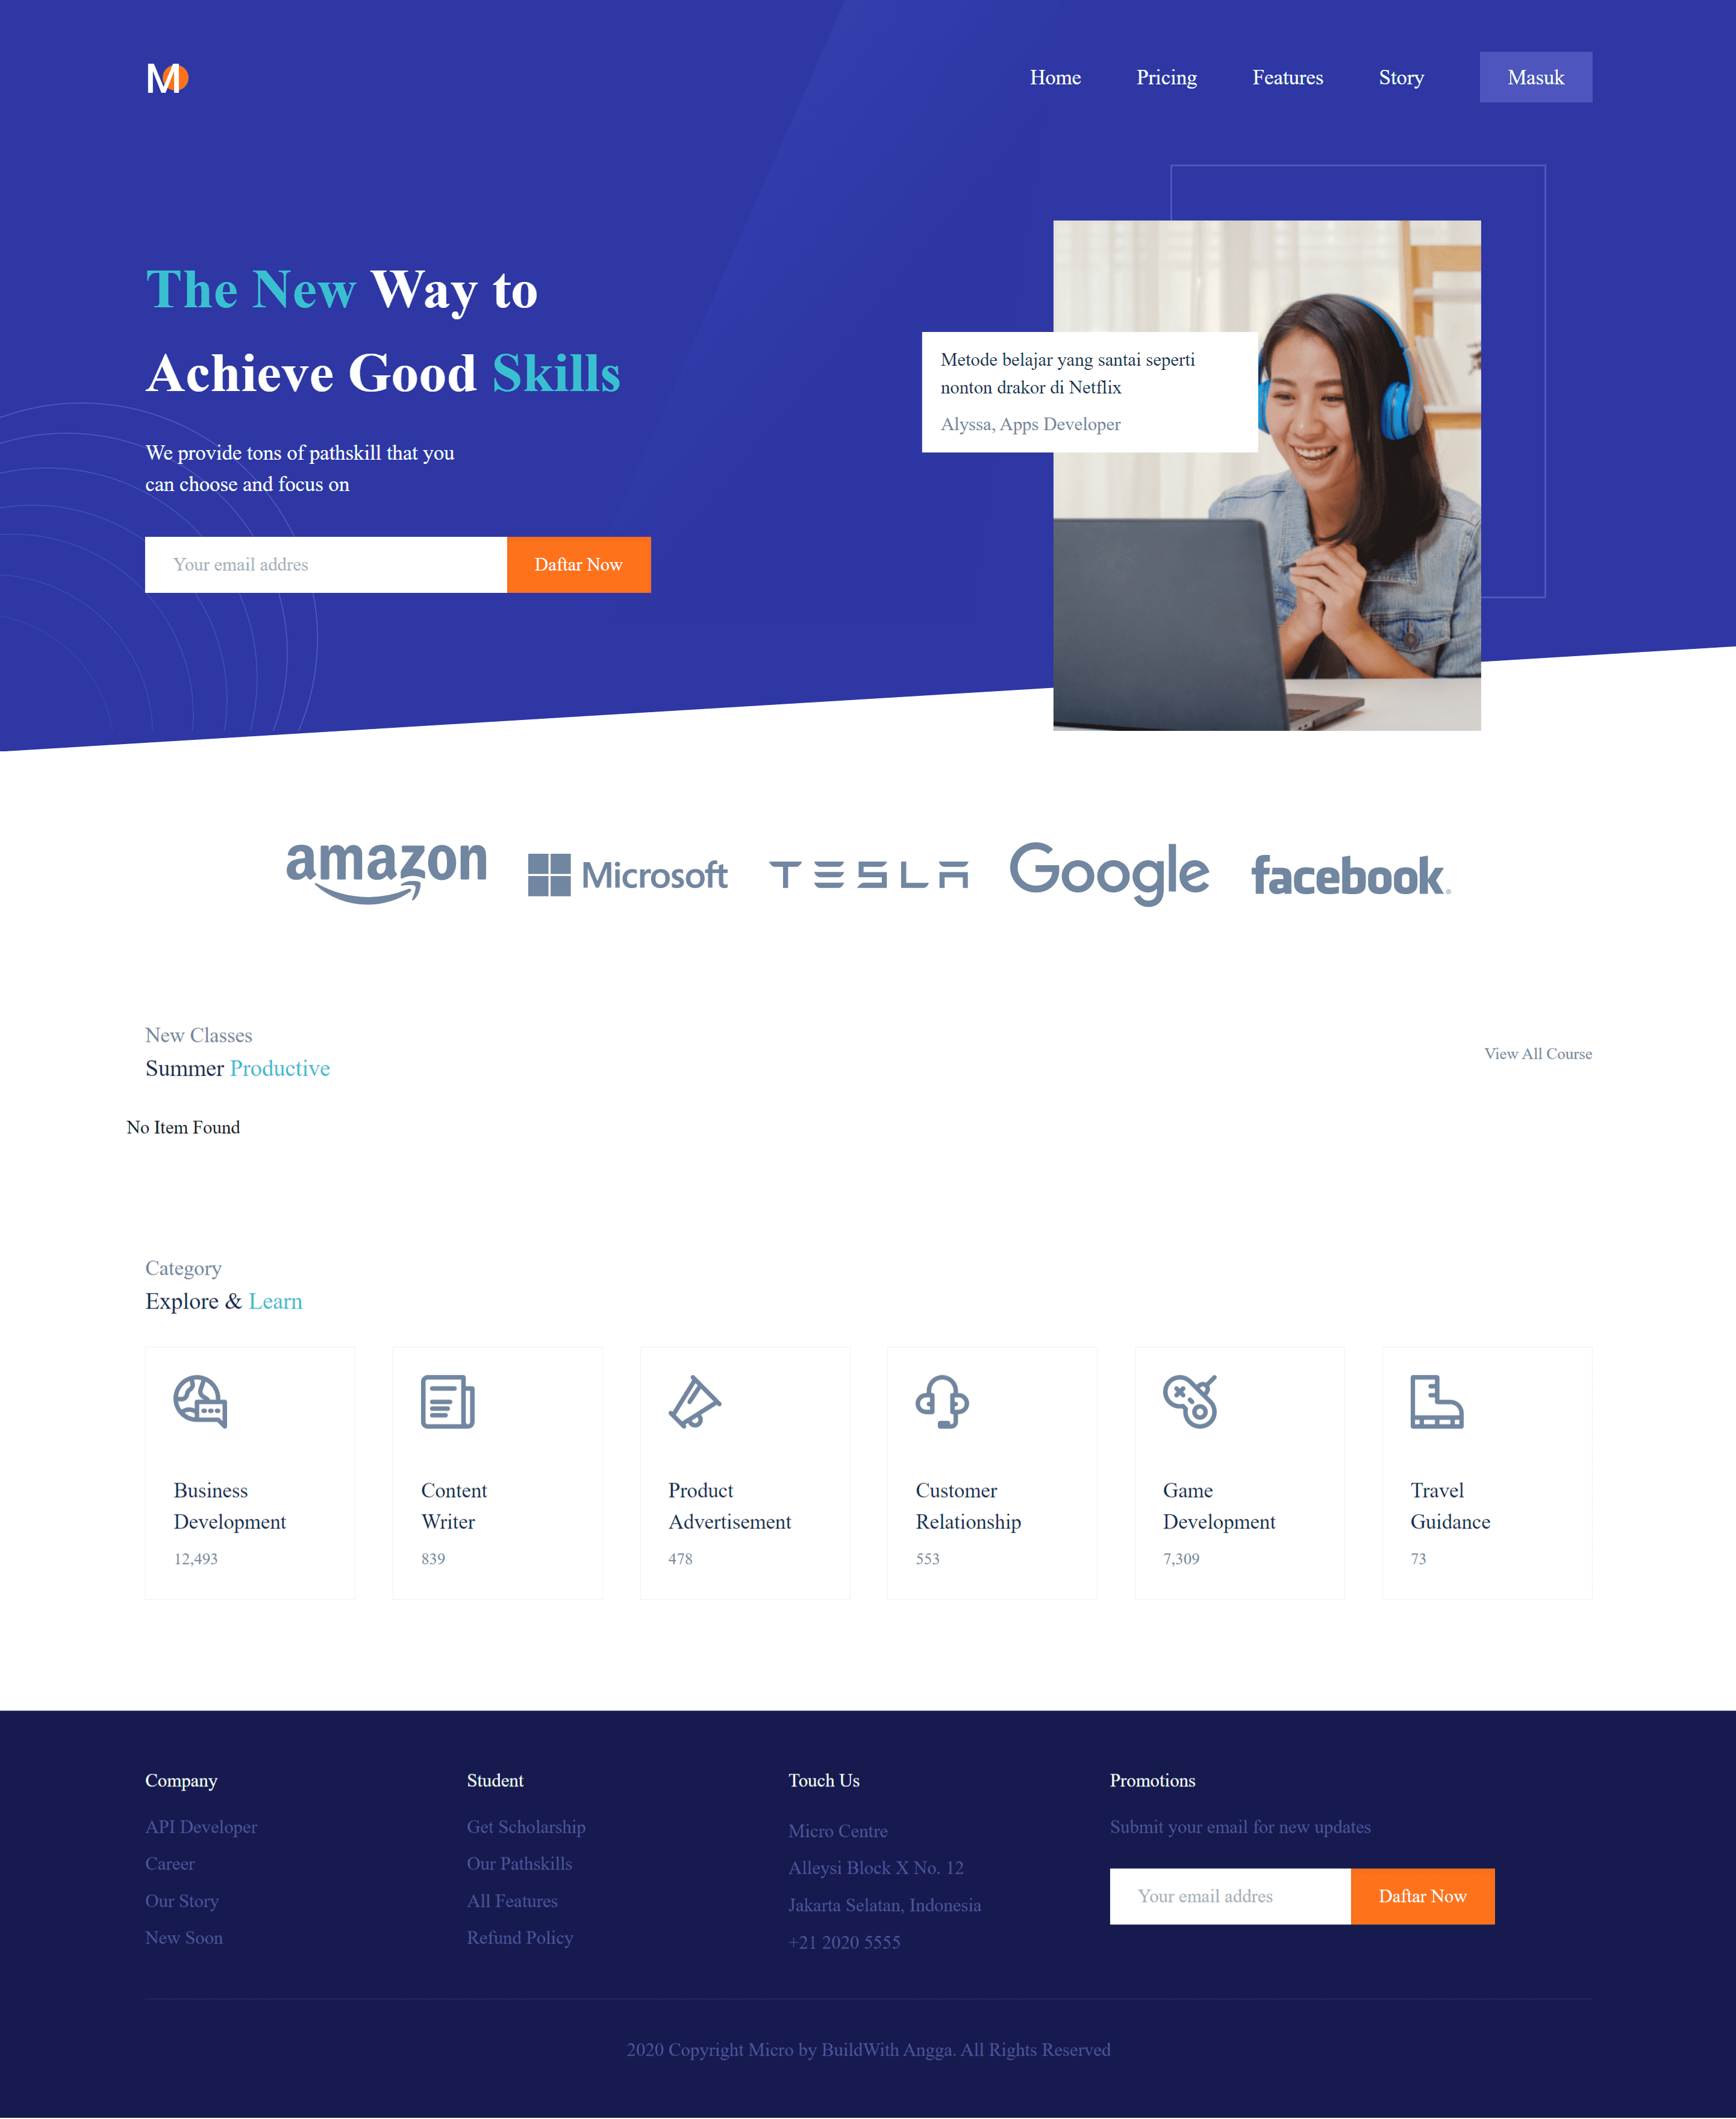 M
Home
Pricing
Features
Story
Masuk
The New Way to
Achieve Good Skills
We provide tons of pathskill that you
can choose and focus on
Your email addres
Daftar Now
Metode belajar yang santai seperti
nonton drakor di Netflix
Alyssa, Apps Developer
amazon
Microsoft
TESLA
Google
facebook.
New Classes
Summer Productive
View All Course
No Item Found
Category
Explore & Learn
Business
Development
12,493
Content
Writer
839
Product
Advertisement
478
Customer
Relationship
553
Game
Development
7,309
Travel
Guidance
73
Company
API Developer
Career
Our Story
New Soon
Student
Get Scholarship
Our Pathskills
All Features
Refund Policy
Touch Us
Micro Centre
Alleysi Block X No. 12
Jakarta Selatan, Indonesia
+21 2020 5555
Promotions
Submit your email for new updates
Your email addres
Daftar Now
2020 Copyright Micro by BuildWith Angga. All Rights Reserved